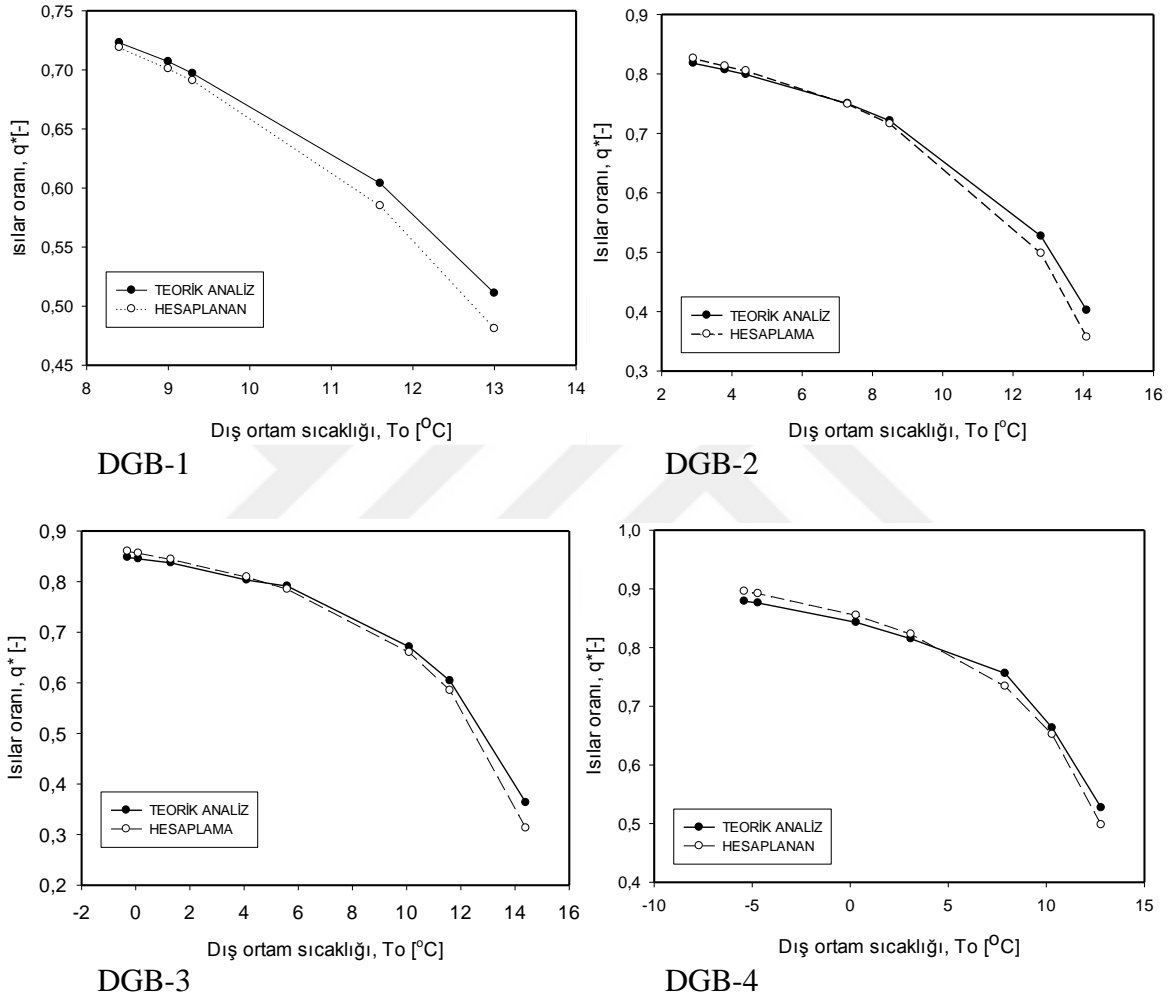 0,75
0,70
0,65
0,60
0,55
0,50
0,45
Isılar oranı, q*[-]
TEORİK ANALİZ
HESAPLANAN
8 9 10 11 12 13 14
Dış ortam sıcaklığı, To [°C]
DGB-1
0,9
0,8
0,7
0,6
0,5
0,4
0,3
Isılar oranı, q*[-]
TEORİK ANALİZ
HESAPLAMA
2 4 6 8 10 12 14 16
Dış ortam sıcaklığı, To [°C]
DGB-2
0,9
0,8
0,7
0,6
0,5
0,4
0,3
0,2
Isılar oranı, q* [-]
TEORİK ANALİZ
HESAPLAMA
-2 0 2 4 6 8 10 12 14 16
Dış ortam sıcaklığı, To [°C]
DGB-3
1,0
0,9
0,8
0,7
0,6
0,5
0,4
Isılar oranı, q*[-]
TEORİK ANALİZ
HESAPLANAN
-10 -5 0 5 10 15
Dış ortam sıcaklığı, To [°C]
DGB-4